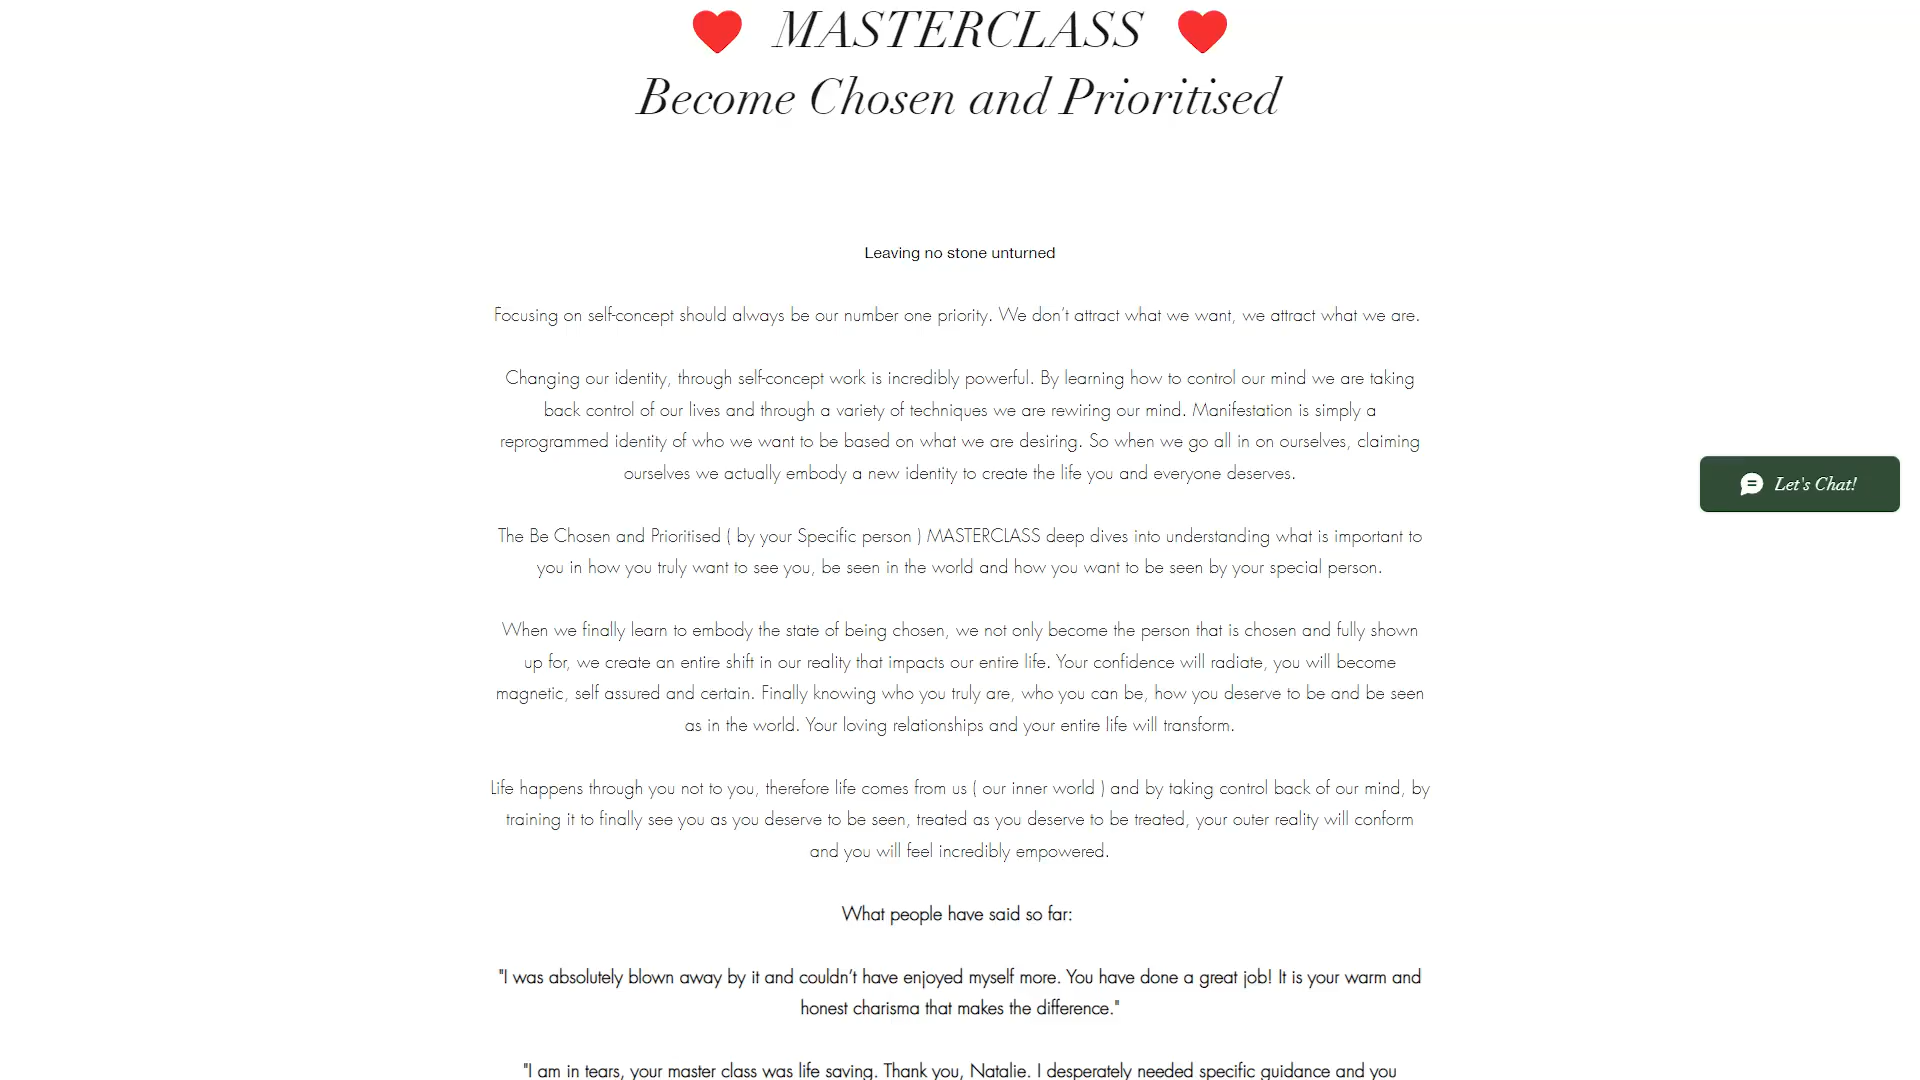 MASTERCLASS
Become Chosen and Prioritised
Leaving no stone unturned
Focusing on self-concept should always be our number one priority. We don’t attract what we want, we attract what we are.
Changing our identity, through self-concept work is incredibly powerful. By learning how to control our mind we are taking
back control of our lives and through a variety of techniques we are rewiring our mind. Manifestation is simply a
reprogrammed identity of who we want to be based on what we are desiring. So when we go all in on ourselves, claiming
ourselves we actually embody a new identity to create the life you and everyone deserves.
Let's Chat!
The Be Chosen and Prioritised ( by your Specific person ) MASTERCLASS deep dives into understanding what is important to
you in how you truly want to see you, be seen in the world and how you want to be seen by your special person.
When we finally learn to embody the state of being chosen, we not only become the person that is chosen and fully shown
up for, we create an entire shift in our reality that impacts our entire life. Your confidence will radiate, you will become
magnetic, self assured and certain. Finally knowing who you truly are, who you can be, how you deserve to be and be seen
as in the world. Your loving relationships and your entire life will transform.
Life happens through you not to you, therefore life comes from us ( our inner world ) and by taking control back of our mind, by
training it to finally see you as you deserve to be seen, treated as you deserve to be treated, your outer reality will conform
and you will feel incredibly empowered.
What people have said so far:
"I was absolutely blown away by it and couldn’t have enjoyed myself more. You have done a great job! It is your warm and
honest charisma that makes the difference."
"I am in tears, your master class was life saving. Thank you, Natalie. I desperately needed specific guidance and you